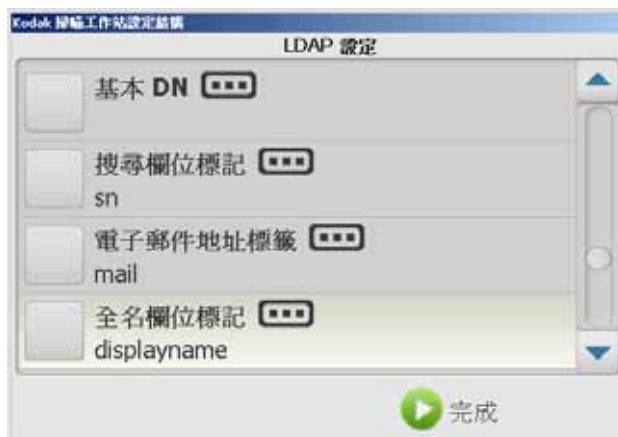 Kodak 掃瞄工作站設定結構
LDAP 設定
基本 DN
搜尋欄位標記
sn
電子郵件地址標籤
mail
全名欄位標記
displayname
完成